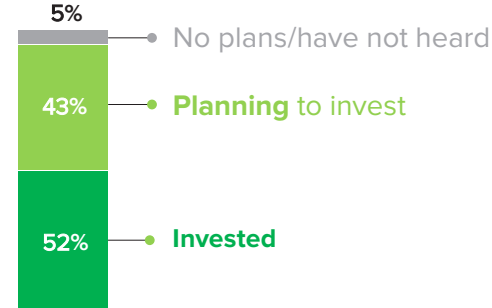 5%
No plans/have not heard
43%
Planning to invest
52%
Invested